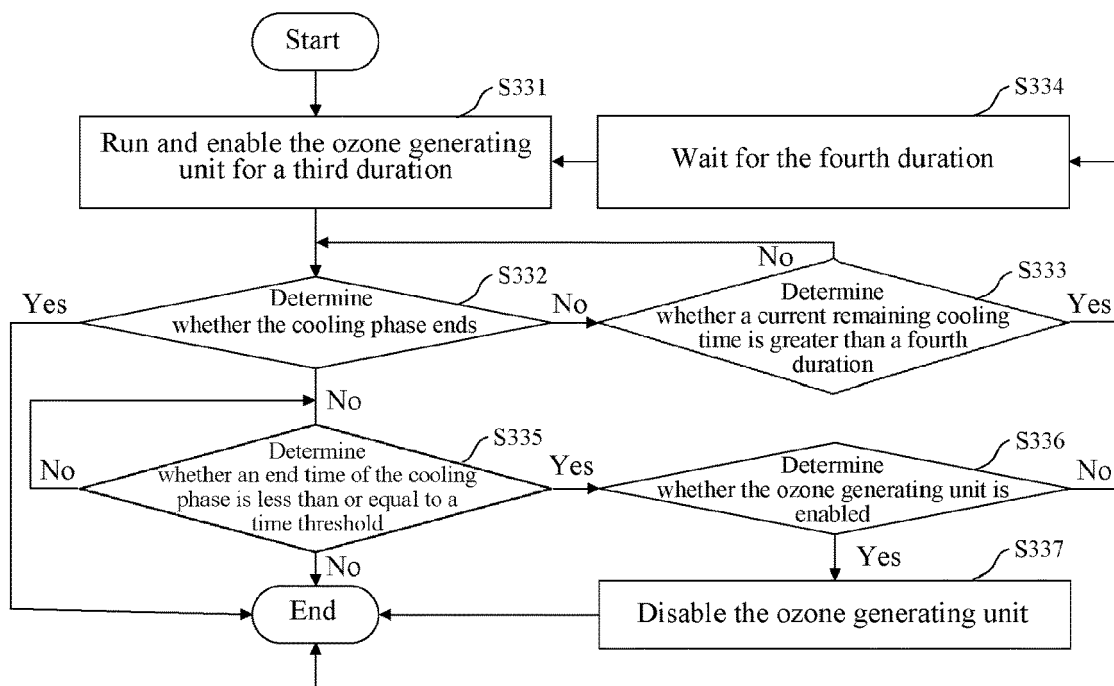 Start
S331
Run and enable the ozone generating
unit for a third duration
S334
Wait for the fourth duration
S332
Yes
Determine
whether the cooling phase ends
No
No
S333
Determine
whether a current remaining cooling
time is greater than a fourth
duration
Yes
No
S335
No
Determine
whether an end time of the cooling
phase is less than or equal to a
time threshold
Yes
S336
Determine
whether the ozone generating unit is
enabled
No
No
Yes
S337
End
Disable the ozone generating unit